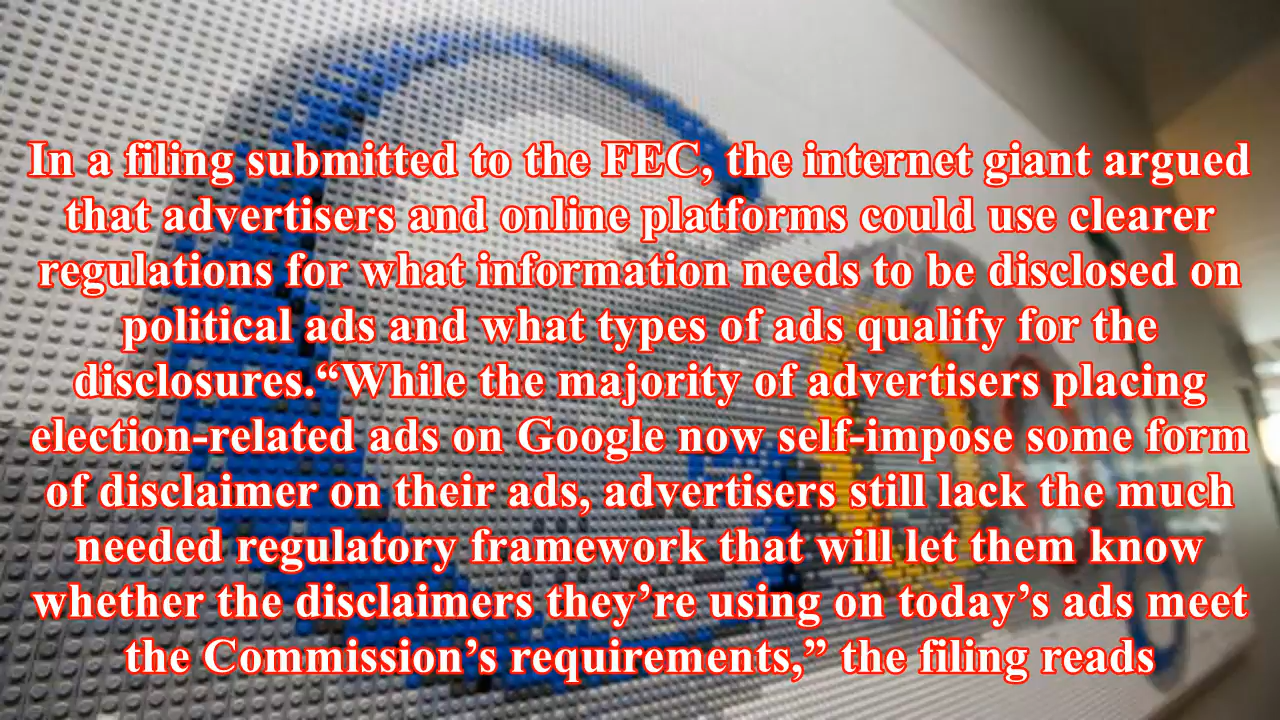 In a filing submitted to the FEC, the internet giant argued
that advertisers and online platforms could use clearer
regulations for what information needs to be disclosed on
political ads and what types of ads qualify for the
disclosures.“While the majority of advertisers placing
election-related ads on Google now self-impose some form
of disclaimer on their ads, advertisers still lack the much
needed regulatory framework that will let them know
whether the disclaimers they’re using on today’s ads meet
the Commission’s requirements,” the filing reads